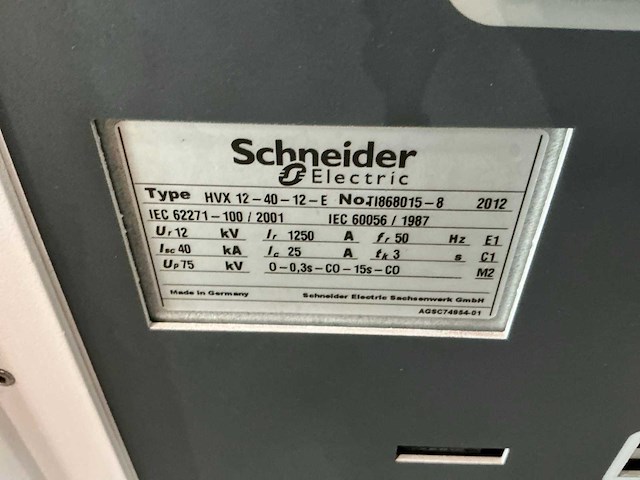 Schneider
Electric
Type HVX 12-40-12-E No. TI868015-8 2012
IEC 62271-100 / 2001 IEC 60056 / 1987
Ur 12 kV Ir 1250 A fr 50 Hz E1
Isc 40 kA Ic 25 A tk 3 s C1
Up 75 kV O-0,3s-CO-15s-CO M2
Made in Germany Schneider Electric Sachsenwerk GmbH
AGSC74954-01